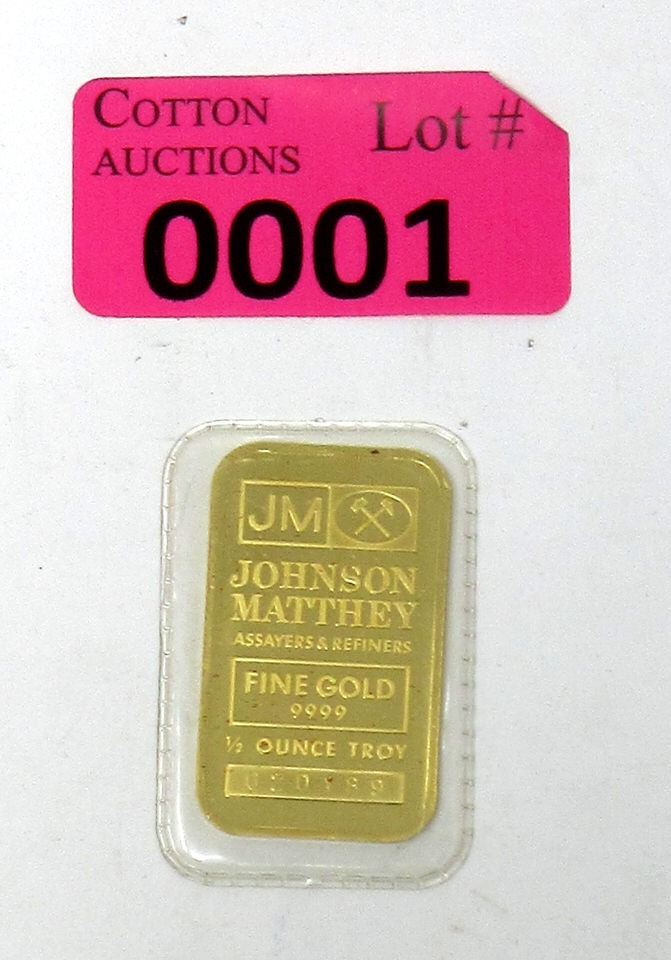 COTTON
AUCTIONS
Lot #
0001
JM
JOHNSON
MATTHEY
ASSAYERS & REFINERS
FINE GOLD
9999
½ OUNCE TROY